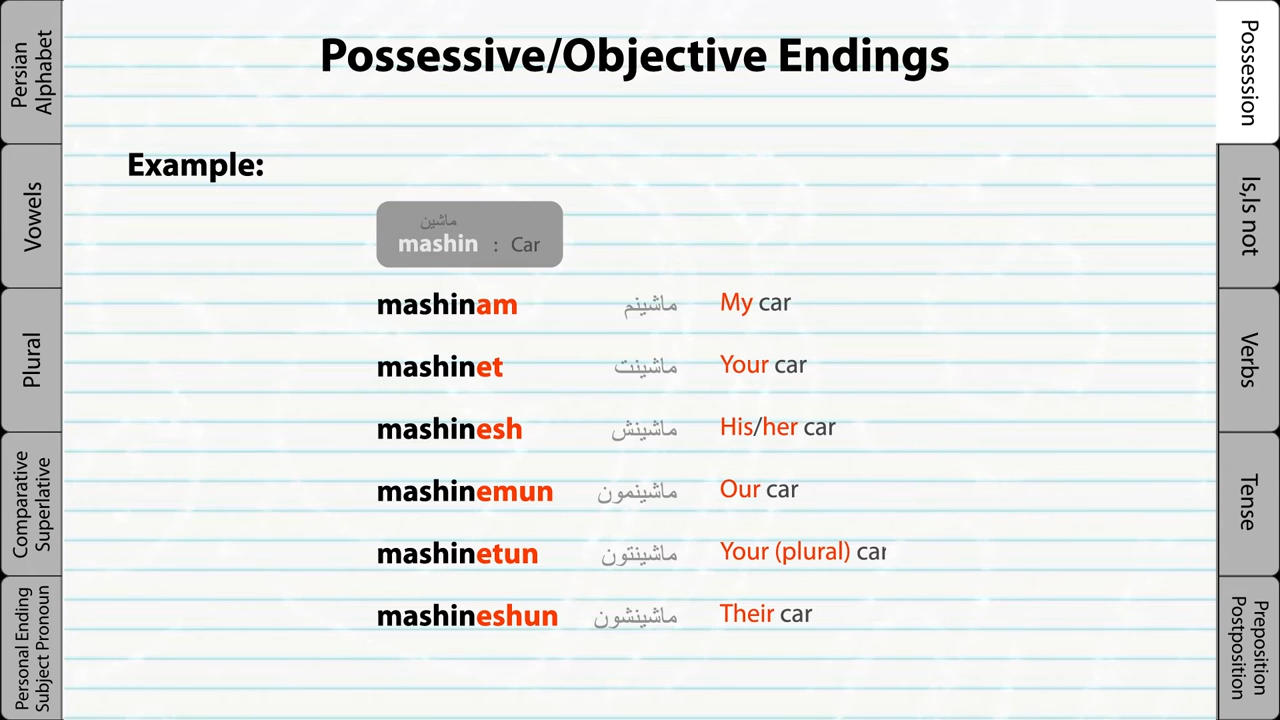 Possessive/Objective Endings
Example:
ماشین
mashin : Car
mashinam ماشینم My car
mashinet ماشینت Your car
mashinesh ماشینش His/her car
mashinemun ماشینمون Our car
mashinetun ماشینتون Your (plural) car
mashineshun ماشینشون Their car
Persian
Alphabet
Vowels
Plural
Comparative
Superlative
Personal Ending
Subject Pronoun
Possession
Is,Is not
Verbs
Tense
Preposition
Postposition